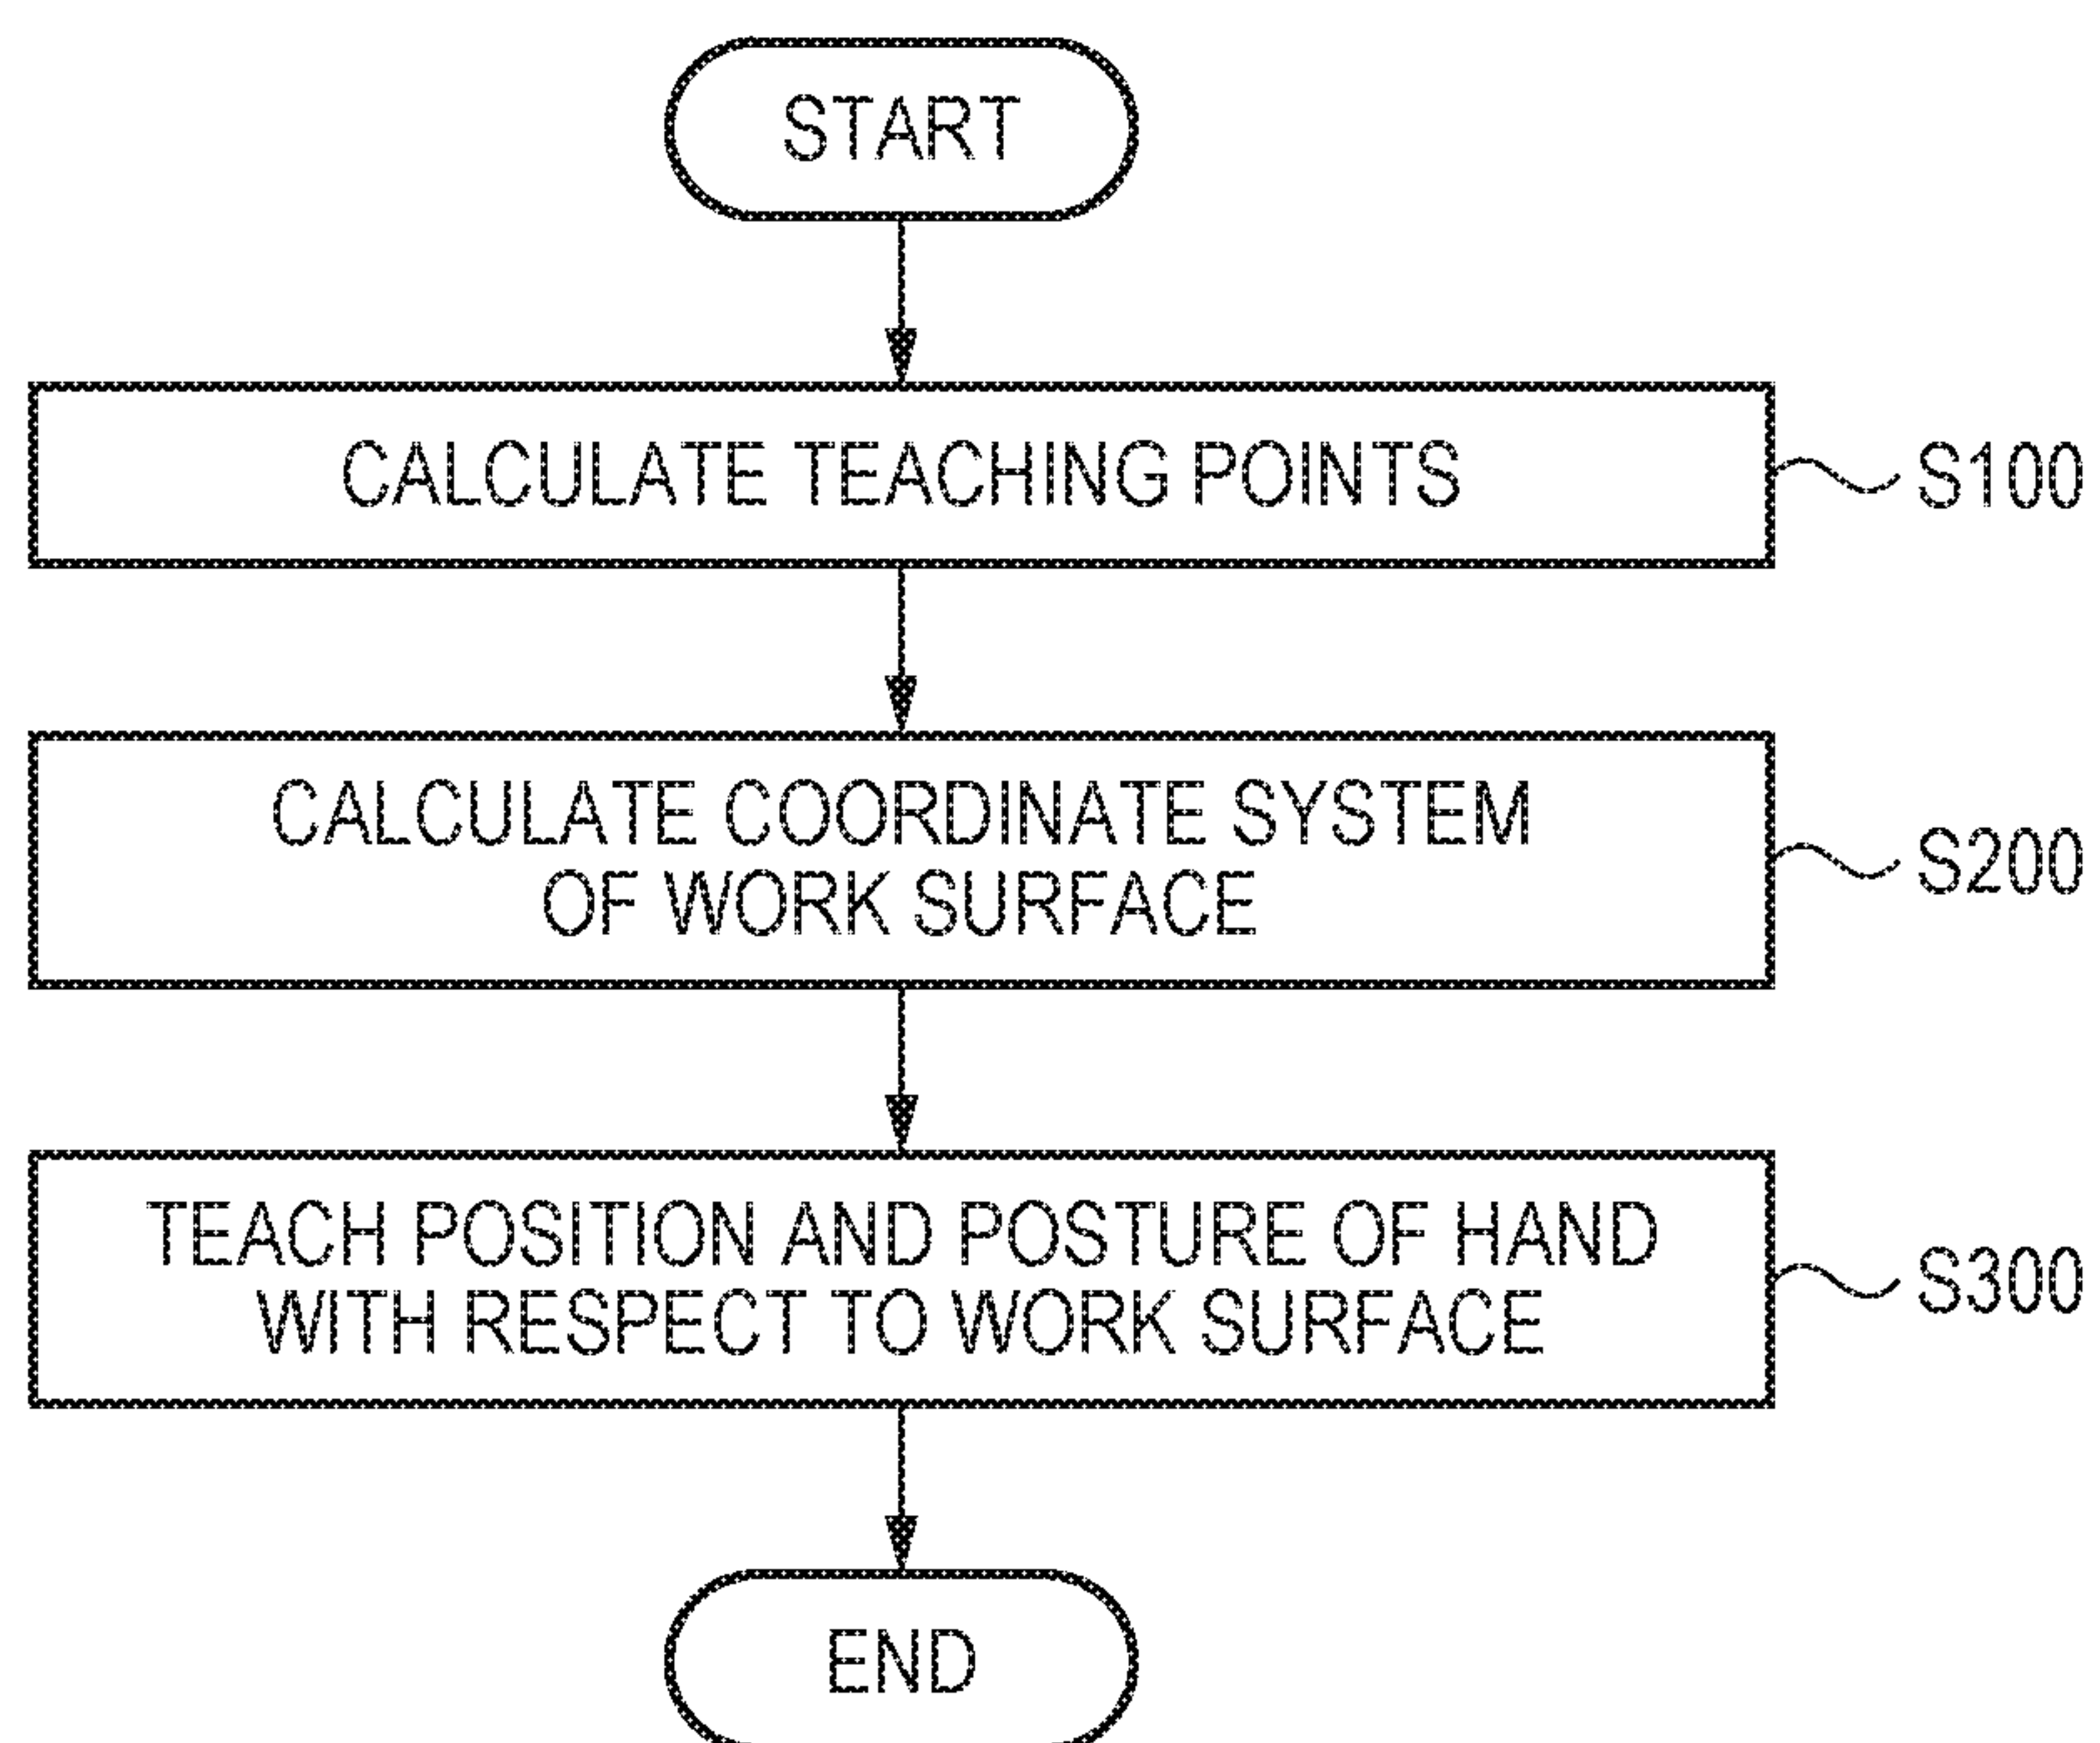 START
CALCULATE TEACHING POINTS
S100
CALCULATE COORDINATE SYSTEM
OF WORK SURFACE
S200
TEACH POSITION AND POSTURE OF HAND
WITH RESPECT TO WORK SURFACE
S300
END